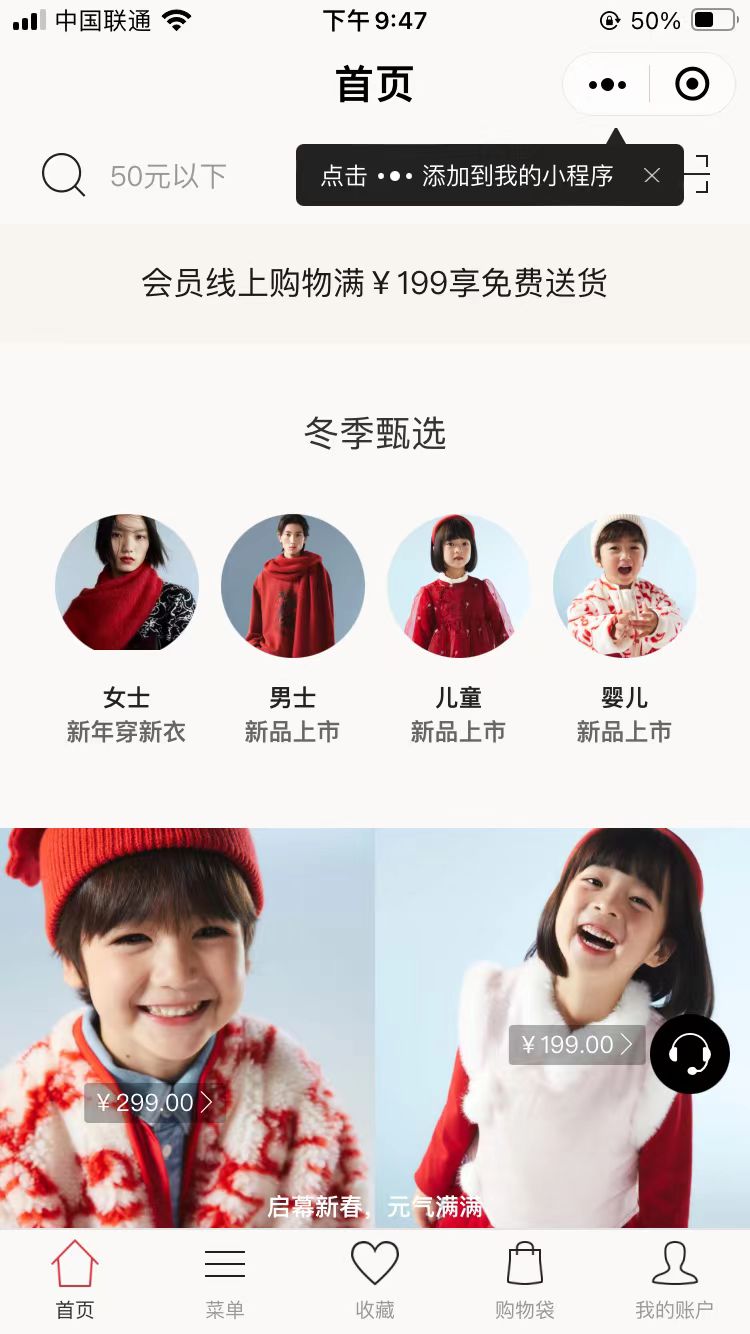 中国联通 下午9:47 50%
首页
50元以下
点击 ••• 添加到我的小程序
会员线上购物满￥199享免费送货
冬季甄选
女士 男士 儿童 婴儿
新年穿新衣 新品上市 新品上市 新品上市
￥199.00
￥299.00
启幕新春，元气满满
首页 菜单 收藏 购物袋 我的账户